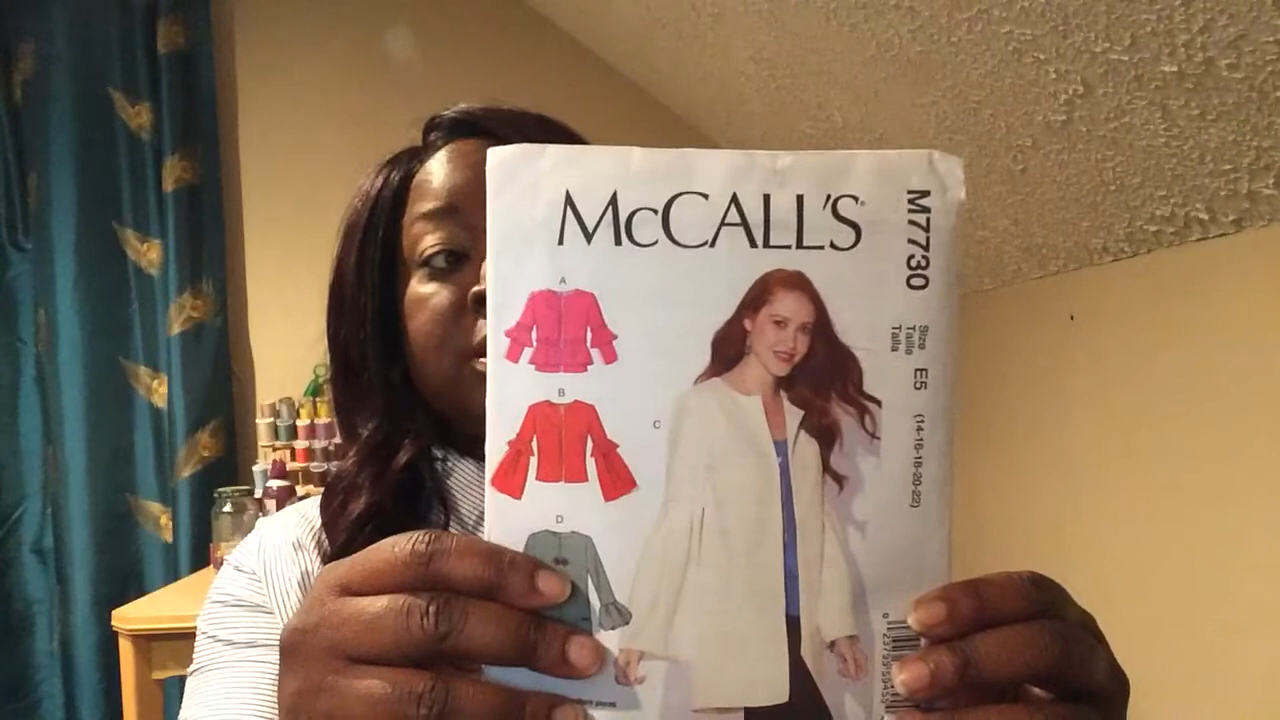 McCALL'S
M7730
Size
Taille
Talla
E5
(14-16-18-20-22)
A
B
C
D